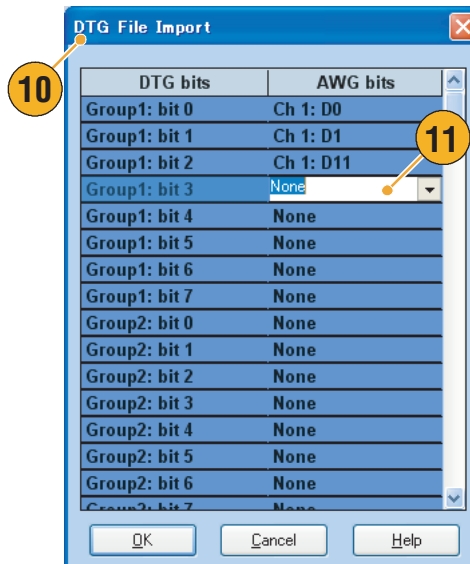 DTG File Import
10
DTG bits AWG bits
Group1: bit 0 Ch 1: D0
Group1: bit 1 Ch 1: D1
11
Group1: bit 2 Ch 1: D11
Group1: bit 3 None
Group1: bit 4 None
Group1: bit 5 None
Group1: bit 6 None
Group1: bit 7 None
Group2: bit 0 None
Group2: bit 1 None
Group2: bit 2 None
Group2: bit 3 None
Group2: bit 4 None
Group2: bit 5 None
Group2: bit 6 None
Group2: bit 7 None
OK Cancel Help